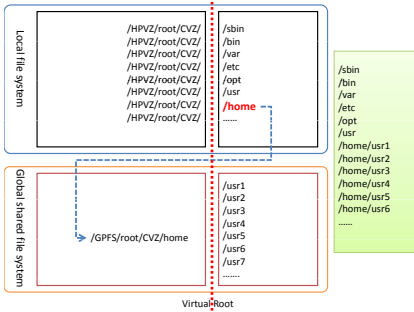 Local file system
/HPVZ/root/CVZ/ /sbin
/HPVZ/root/CVZ/ /bin
/HPVZ/root/CVZ/ /var
/HPVZ/root/CVZ/ /etc
/HPVZ/root/CVZ/ /opt
/HPVZ/root/CVZ/ /usr
/HPVZ/root/CVZ/ /home
/HPVZ/root/CVZ/ ......
Global shared file system
/GPFS/root/CVZ/home
/usr1
/usr2
/usr3
/usr4
/usr5
/usr6
/usr7
.......
Virtual Root
/sbin
/bin
/var
/etc
/opt
/usr
/home/usr1
/home/usr2
/home/usr3
/home/usr4
/home/usr5
/home/usr6
......